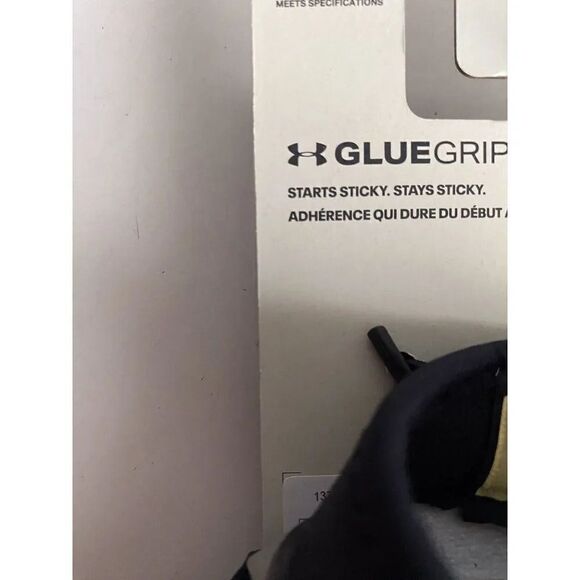 MEETS SPECIFICATIONS
GLUEGRIP
STARTS STICKY. STAYS STICKY.
ADHÉRENCE QUI DURE DU DÉBUT